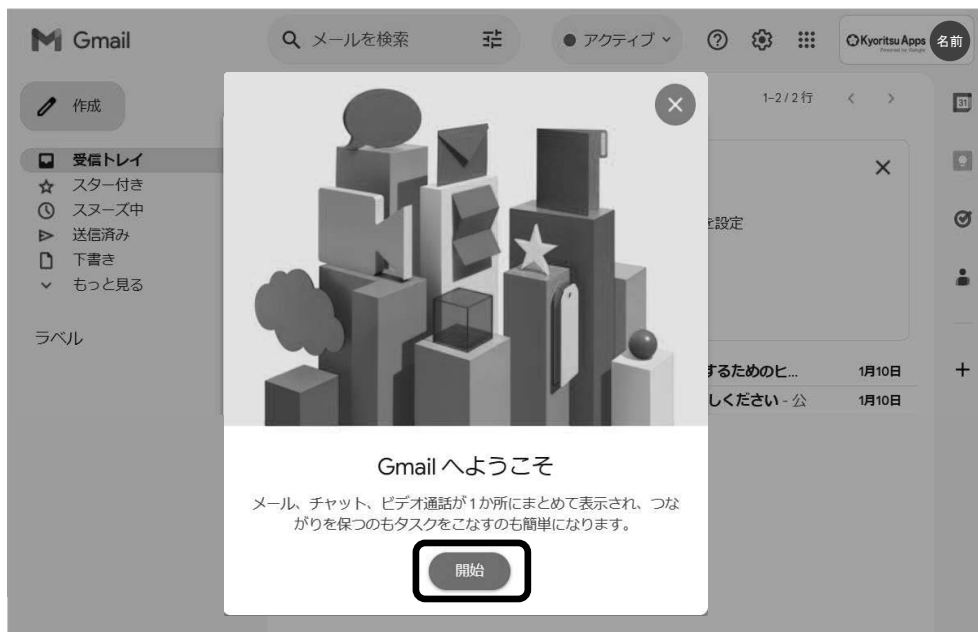 Gmail
メールを検索
アクティブ
Kyoritsu Apps
名前
作成
1–2 / 2 行
31
受信トレイ
スター付き
スヌーズ中
送信済み
下書き
もっと見る
ラベル
を設定
するためのヒ...
1月10日
しください - 公
1月10日
Gmail へようこそ
メール、チャット、ビデオ通話が 1 か所にまとめて表示され、つな
がりを保つのもタスクをこなすのも簡単になります。
開始